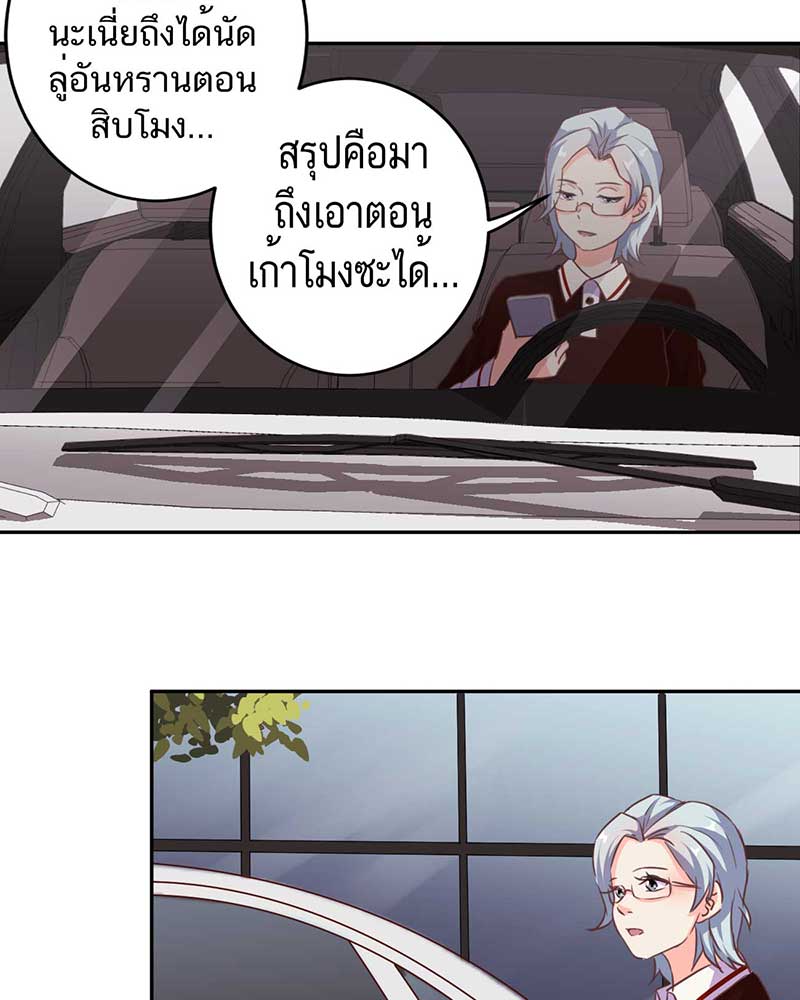 นะเนี่ยถึงได้นัด
ลู่อันหรานตอน
สิบโมง...
สรุปคือมา
ถึงเอาตอน
เก้าโมงซะได้...